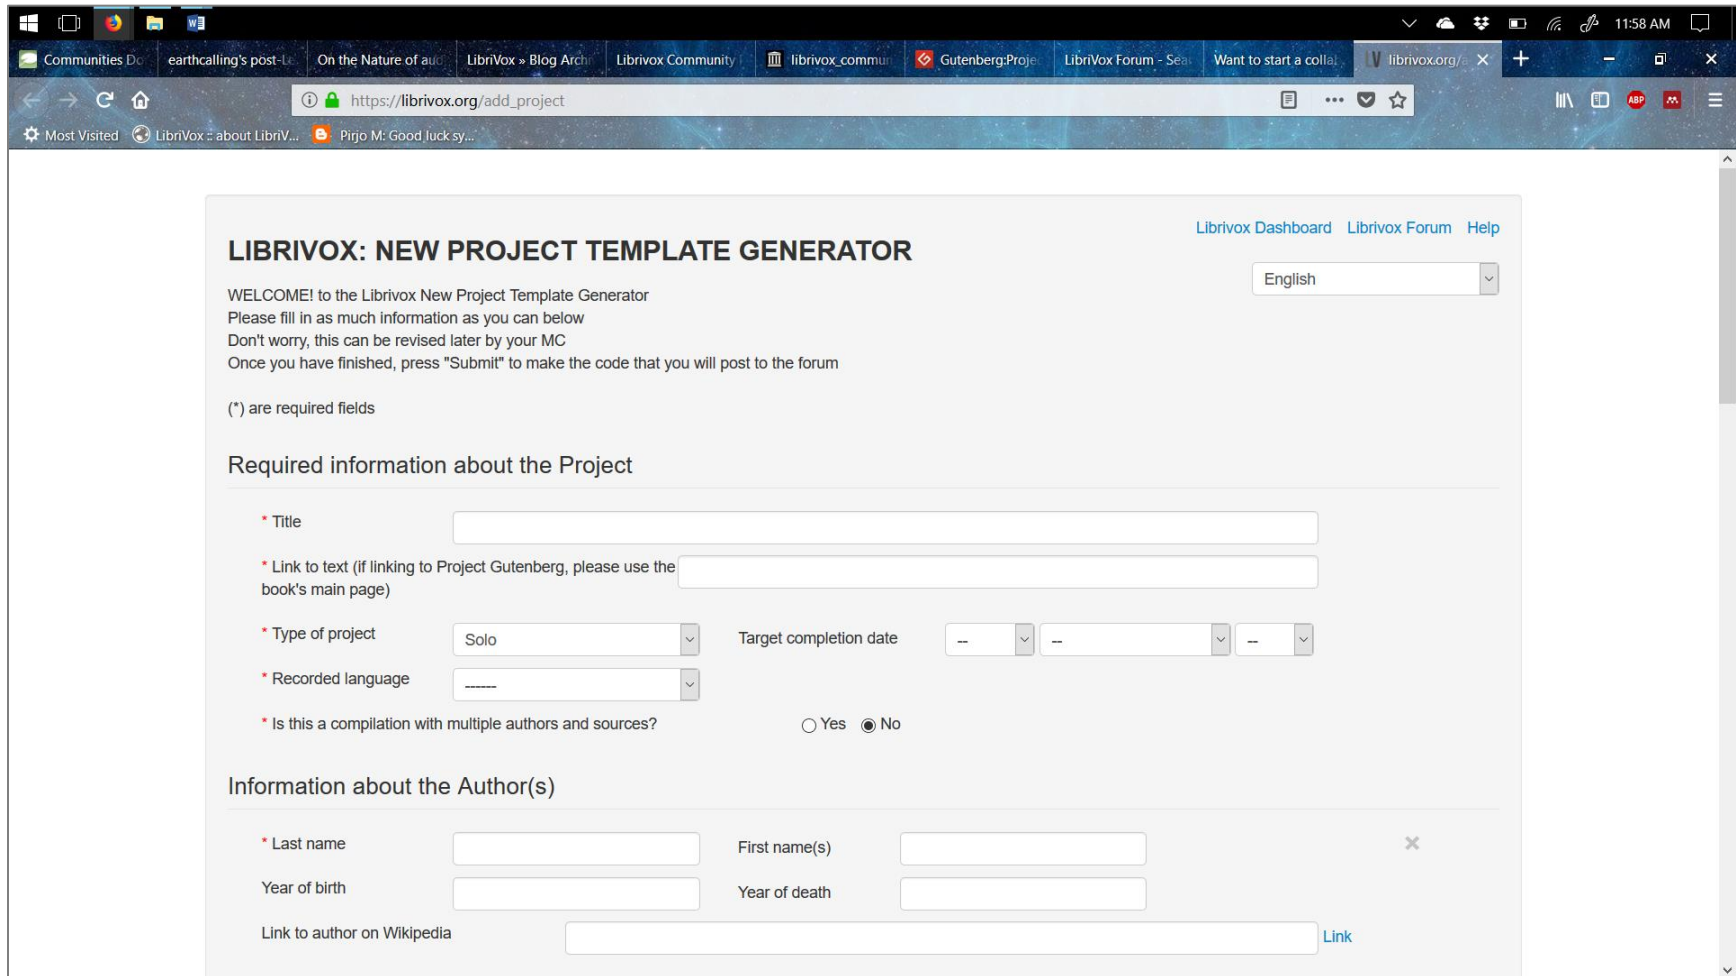 11:58 AM
Communities Do
earthcalling's post-Le
On the Nature of aud
LibriVox » Blog Archi
Librivox Community
librivox_commun
Gutenberg:Proje
LibriVox Forum - Sea
Want to start a colla
librivox.org/a
https://librivox.org/add_project
ABP
Most Visited
LibriVox :: about LibriV...
Pirjo M: Good luck sy...
Librivox Dashboard Librivox Forum Help
LIBRIVOX: NEW PROJECT TEMPLATE GENERATOR
English
WELCOME! to the Librivox New Project Template Generator
Please fill in as much information as you can below
Don't worry, this can be revised later by your MC
Once you have finished, press "Submit" to make the code that you will post to the forum
(*) are required fields
Required information about the Project
* Title
* Link to text (if linking to Project Gutenberg, please use the
book's main page)
* Type of project Solo Target completion date -- -- --
* Recorded language ------
* Is this a compilation with multiple authors and sources? Yes No
Information about the Author(s)
* Last name First name(s)
Year of birth Year of death
Link to author on Wikipedia Link